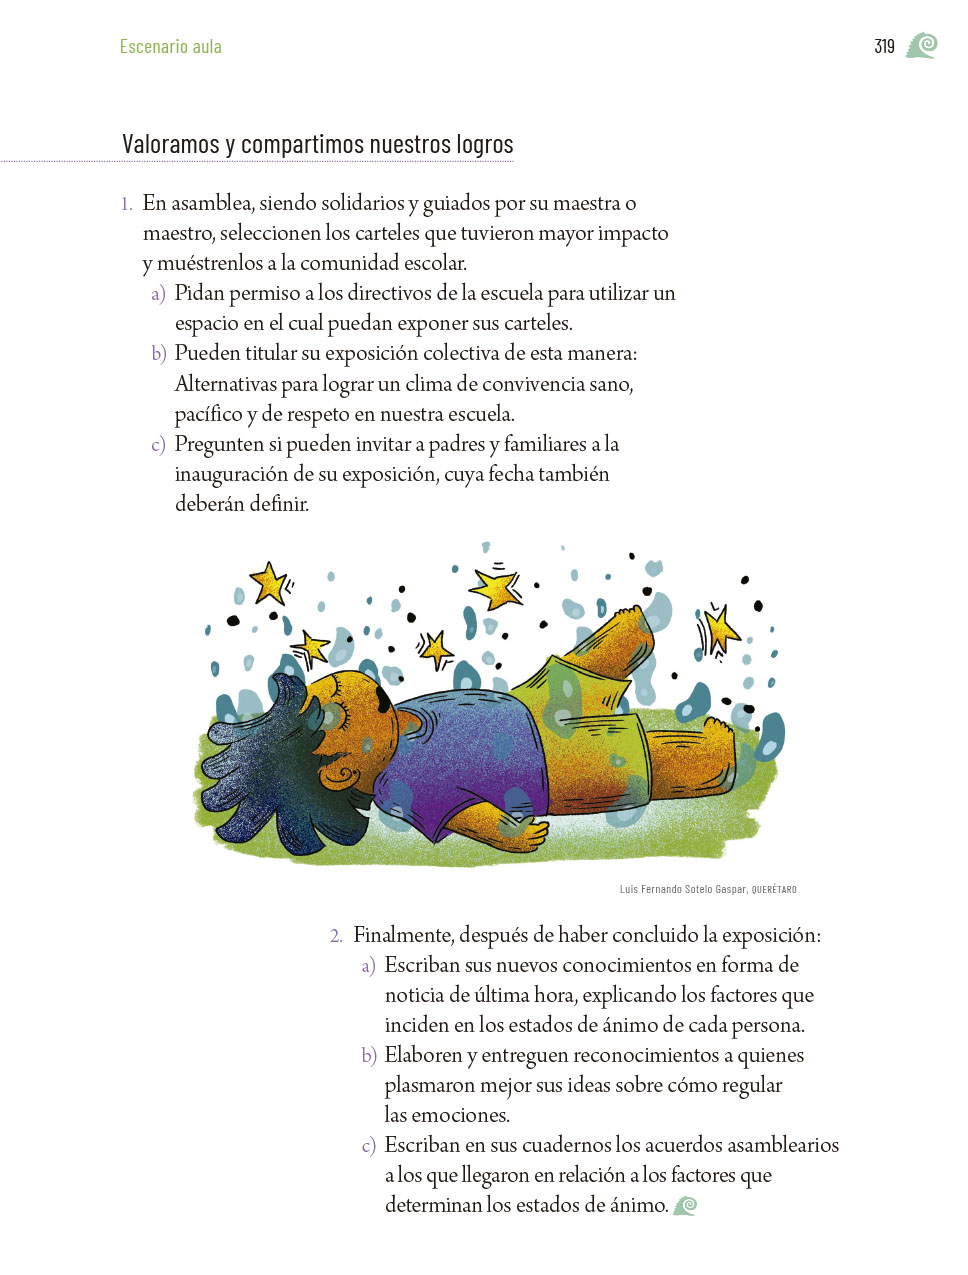 Escenario aula
319
Valoramos y compartimos nuestros logros
1. En asamblea, siendo solidarios y guiados por su maestra o
maestro, seleccionen los carteles que tuvieron mayor impacto
y muéstrenlos a la comunidad escolar.
a) Pidan permiso a los directivos de la escuela para utilizar un
espacio en el cual puedan exponer sus carteles.
b) Pueden titular su exposición colectiva de esta manera:
Alternativas para lograr un clima de convivencia sano,
pacífico y de respeto en nuestra escuela.
c) Pregunten si pueden invitar a padres y familiares a la
inauguración de su exposición, cuya fecha también
deberán definir.
Luis Fernando Sotelo Gaspar, QUERÉTARO
2. Finalmente, después de haber concluido la exposición:
a) Escriban sus nuevos conocimientos en forma de
noticia de última hora, explicando los factores que
inciden en los estados de ánimo de cada persona.
b) Elaboren y entreguen reconocimientos a quienes
plasmaron mejor sus ideas sobre cómo regular
las emociones.
c) Escriban en sus cuadernos los acuerdos asamblearios
a los que llegaron en relación a los factores que
determinan los estados de ánimo.